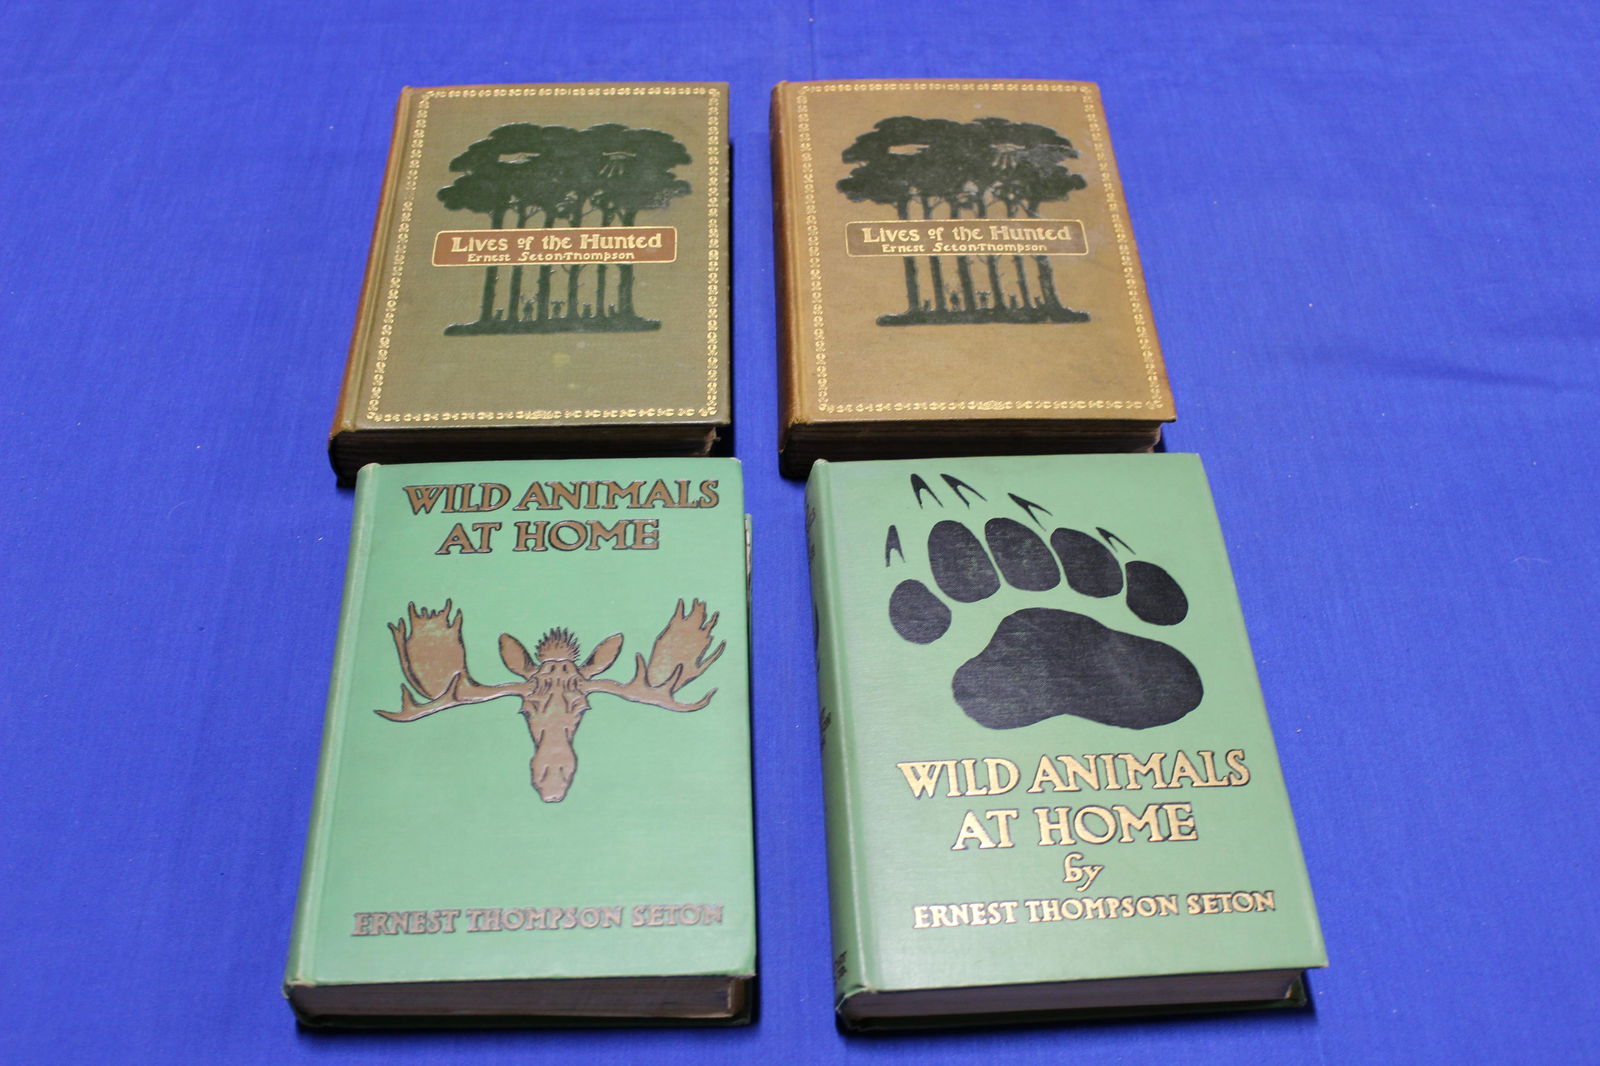 Lives of the Hunted
Ernest Seton-Thompson
Lives of the Hunted
Ernest Seton-Thompson
WILD ANIMALS
AT HOME
ERNEST THOMPSON SETON
WILD ANIMALS
AT HOME
by
ERNEST THOMPSON SETON